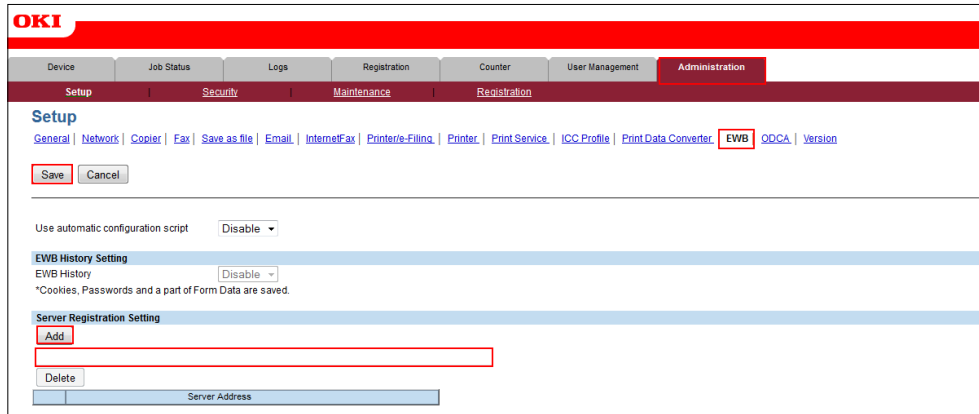 OKI
Device Job Status Logs Registration Counter User Management Administration
Setup | Security | Maintenance | Registration
Setup
General | Network | Copier | Fax | Save as file | Email | InternetFax | Printer/e-Filing | Printer | Print Service | ICC Profile | Print Data Converter | EWB | ODCA | Version
Save Cancel
Use automatic configuration script Disable
EWB History Setting
EWB History Disable
*Cookies, Passwords and a part of Form Data are saved.
Server Registration Setting
Add
Delete
Server Address